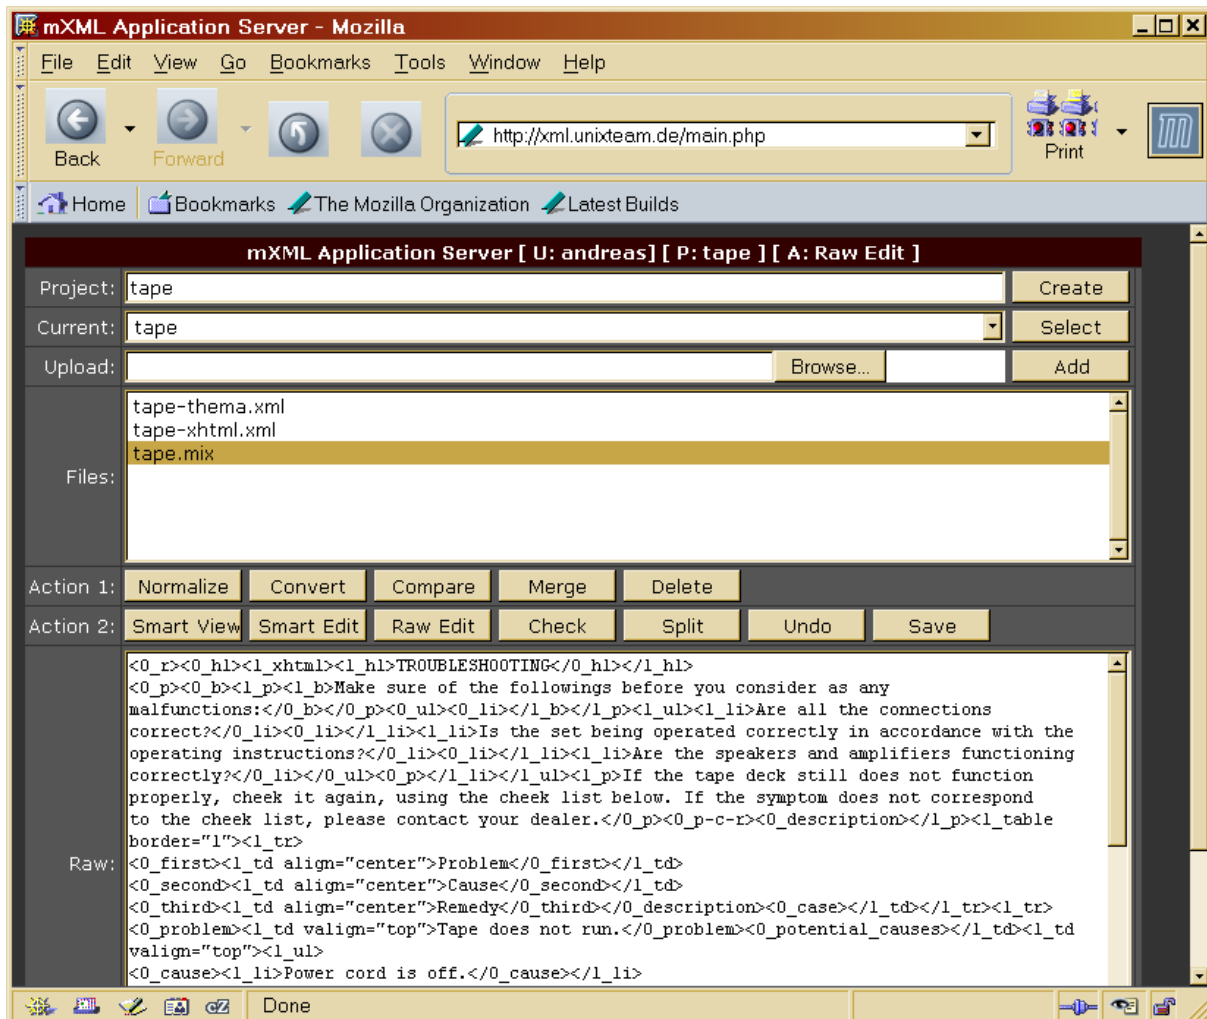 mXML Application Server - Mozilla
File Edit View Go Bookmarks Tools Window Help
http://xml.unixteam.de/main.php
Back Forward Print
Home Bookmarks The Mozilla Organization Latest Builds
mXML Application Server [ U: andreas] [ P: tape ] [ A: Raw Edit ]
Project: tape Create
Current: tape Select
Upload: Browse... Add
Files:
tape-thema.xml
tape-xhtml.xml
tape.mix
Action 1: Normalize Convert Compare Merge Delete
Action 2: Smart View Smart Edit Raw Edit Check Split Undo Save
Raw:
<0_r><0_hl><l_xhtml><l_hl>TROUBLESHOOTING</0_hl></l_hl>
<0_p><0_b><l_p><l_b>Make sure of the followings before you consider as any
malfunctions:</0_b></0_p><0_ul><0_li></l_b></l_p><l_ul><l_li>Are all the connections
correct?</0_li><0_li></l_li><l_li>Is the set being operated correctly in accordance with the
operating instructions?</0_li><0_li></l_li><l_li>Are the speakers and amplifiers functioning
correctly?</0_li></0_ul><0_p></l_li></l_ul><l_p>If the tape deck still does not function
properly, cheek it again, using the cheek list below. If the symptom does not correspond
to the cheek list, please contact your dealer.</0_p><0_p-c-r><0_description></l_p><l_table
border="1"><l_tr>
<0_first><l_td align="center">Problem</0_first></l_td>
<0_second><l_td align="center">Cause</0_second></l_td>
<0_third><l_td align="center">Remedy</0_third></0_description><0_case></l_td></l_tr><l_tr>
<0_problem><l_td valign="top">Tape does not run.</0_problem><0_potential_causes></l_td><l_td
valign="top"><l_ul>
<0_cause><l_li>Power cord is off.</0_cause></l_li>
Done